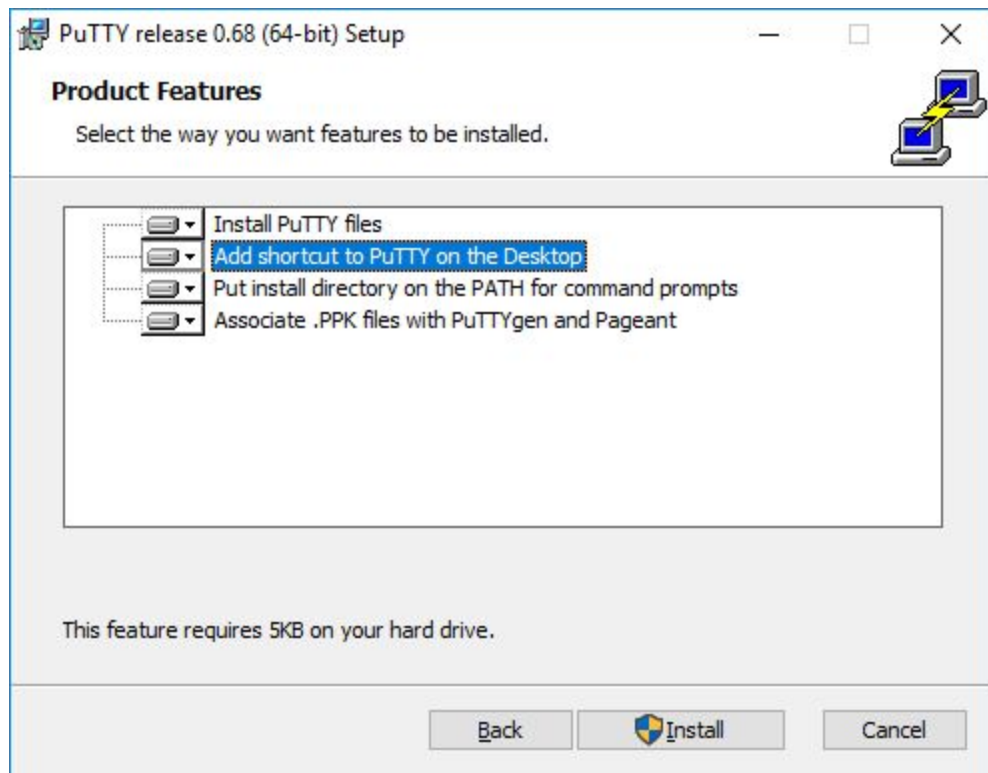 PuTTY release 0.68 (64-bit) Setup
Product Features
Select the way you want features to be installed.
Install PuTTY files
Add shortcut to PuTTY on the Desktop
Put install directory on the PATH for command prompts
Associate .PPK files with PuTTYgen and Pageant
This feature requires 5KB on your hard drive.
Back Install Cancel